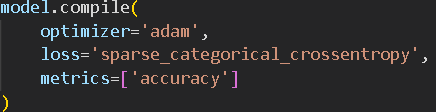 model.compile(
    optimizer='adam',
    loss='sparse_categorical_crossentropy',
    metrics=['accuracy']
)